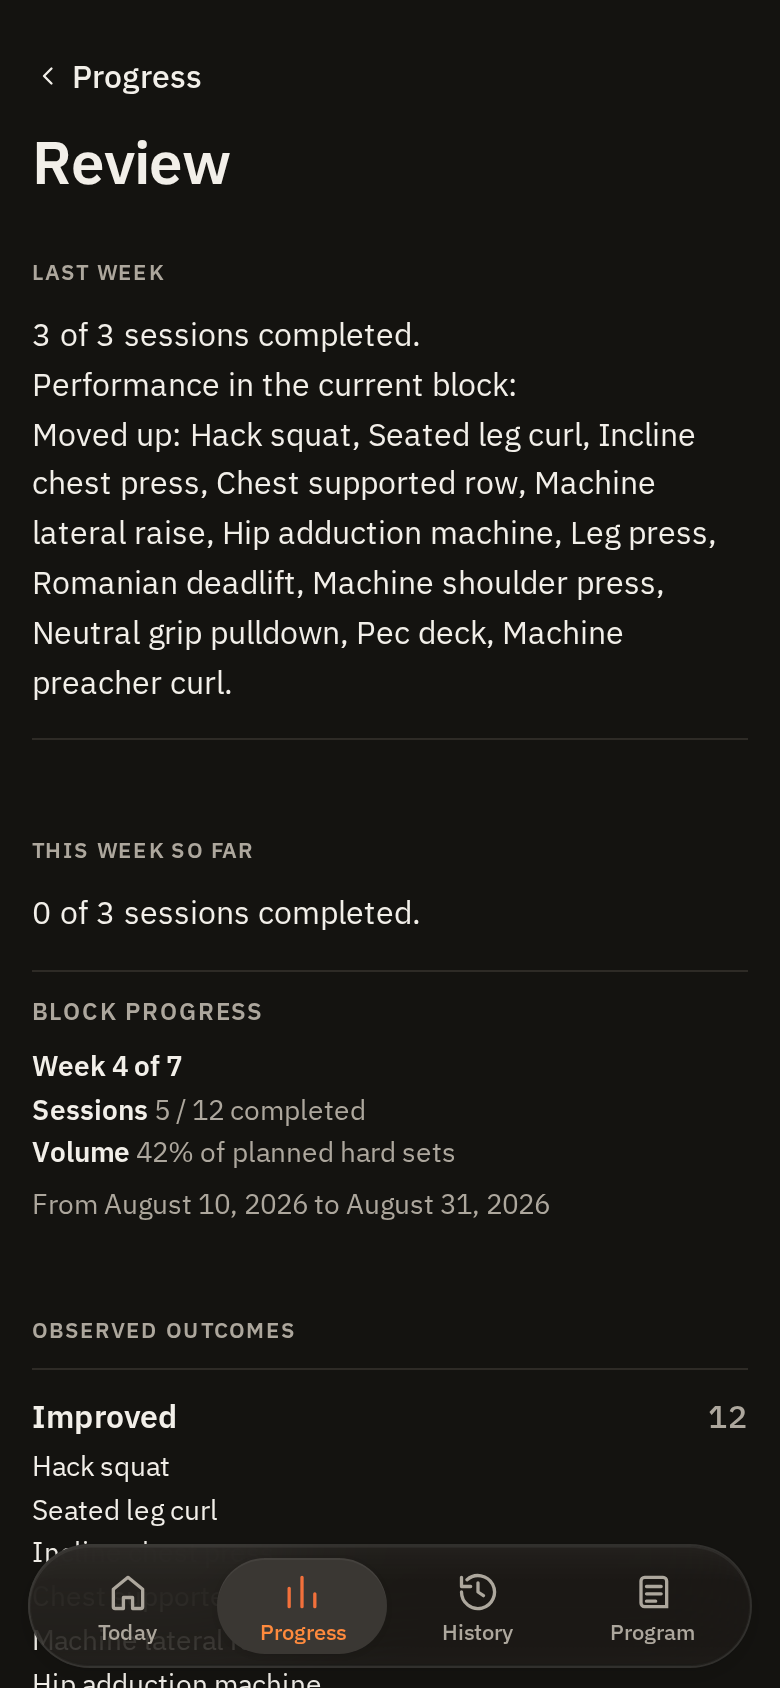 Progress
Review
LAST WEEK
3 of 3 sessions completed.
Performance in the current block:
Moved up: Hack squat, Seated leg curl, Incline
chest press, Chest supported row, Machine
lateral raise, Hip adduction machine, Leg press,
Romanian deadlift, Machine shoulder press,
Neutral grip pulldown, Pec deck, Machine
preacher curl.
THIS WEEK SO FAR
0 of 3 sessions completed.
BLOCK PROGRESS
Week 4 of 7
Sessions 5 / 12 completed
Volume 42% of planned hard sets
From August 10, 2026 to August 31, 2026
OBSERVED OUTCOMES
Improved 12
Hack squat
Seated leg curl
Machine lateral
Hip adduction machine
Today Progress History Program